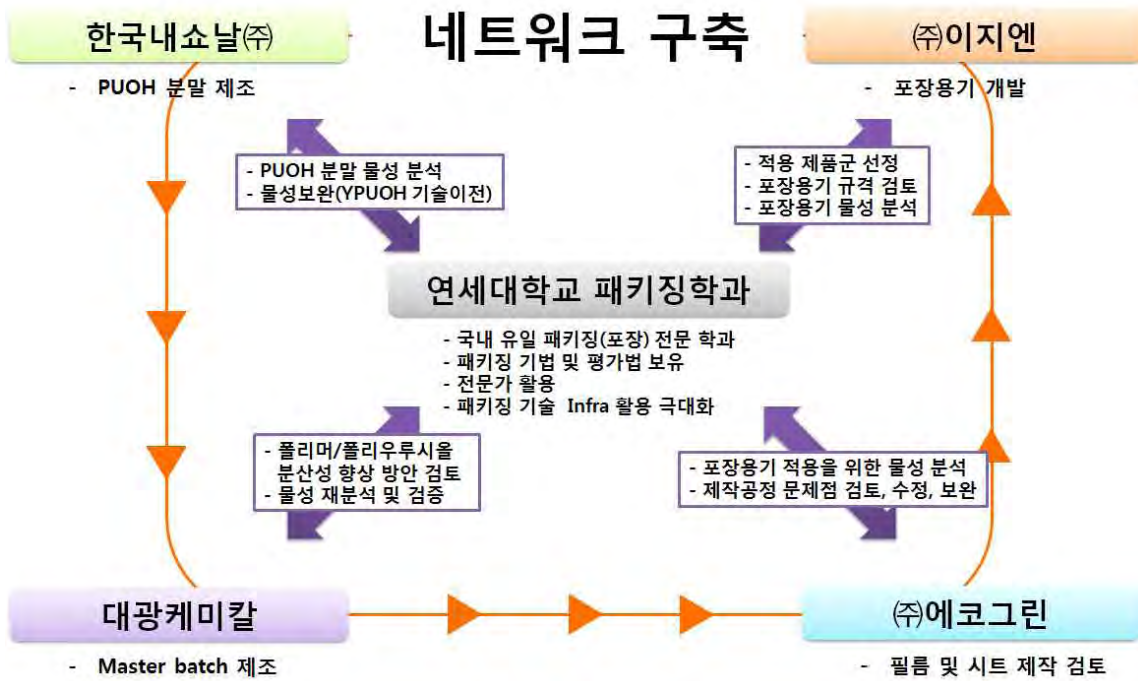 네트워크 구축
한국내쇼날㈜
- PUOH 분말 제조
㈜이지엔
- 포장용기 개발
- PUOH 분말 물성 분석
- 물성보완(YPUOH 기술이전)
- 적용 제품군 선정
- 포장용기 규격 검토
- 포장용기 물성 분석
연세대학교 패키징학과
- 국내 유일 패키징(포장) 전문 학과
- 패키징 기법 및 평가법 보유
- 전문가 활용
- 패키징 기술 Infra 활용 극대화
- 폴리머/폴리우루시올
분산성 향상 방안 검토
- 물성 재분석 및 검증
- 포장용기 적용을 위한 물성 분석
- 제작공정 문제점 검토, 수정, 보완
대광케미칼
- Master batch 제조
㈜에코그린
- 필름 및 시트 제작 검토